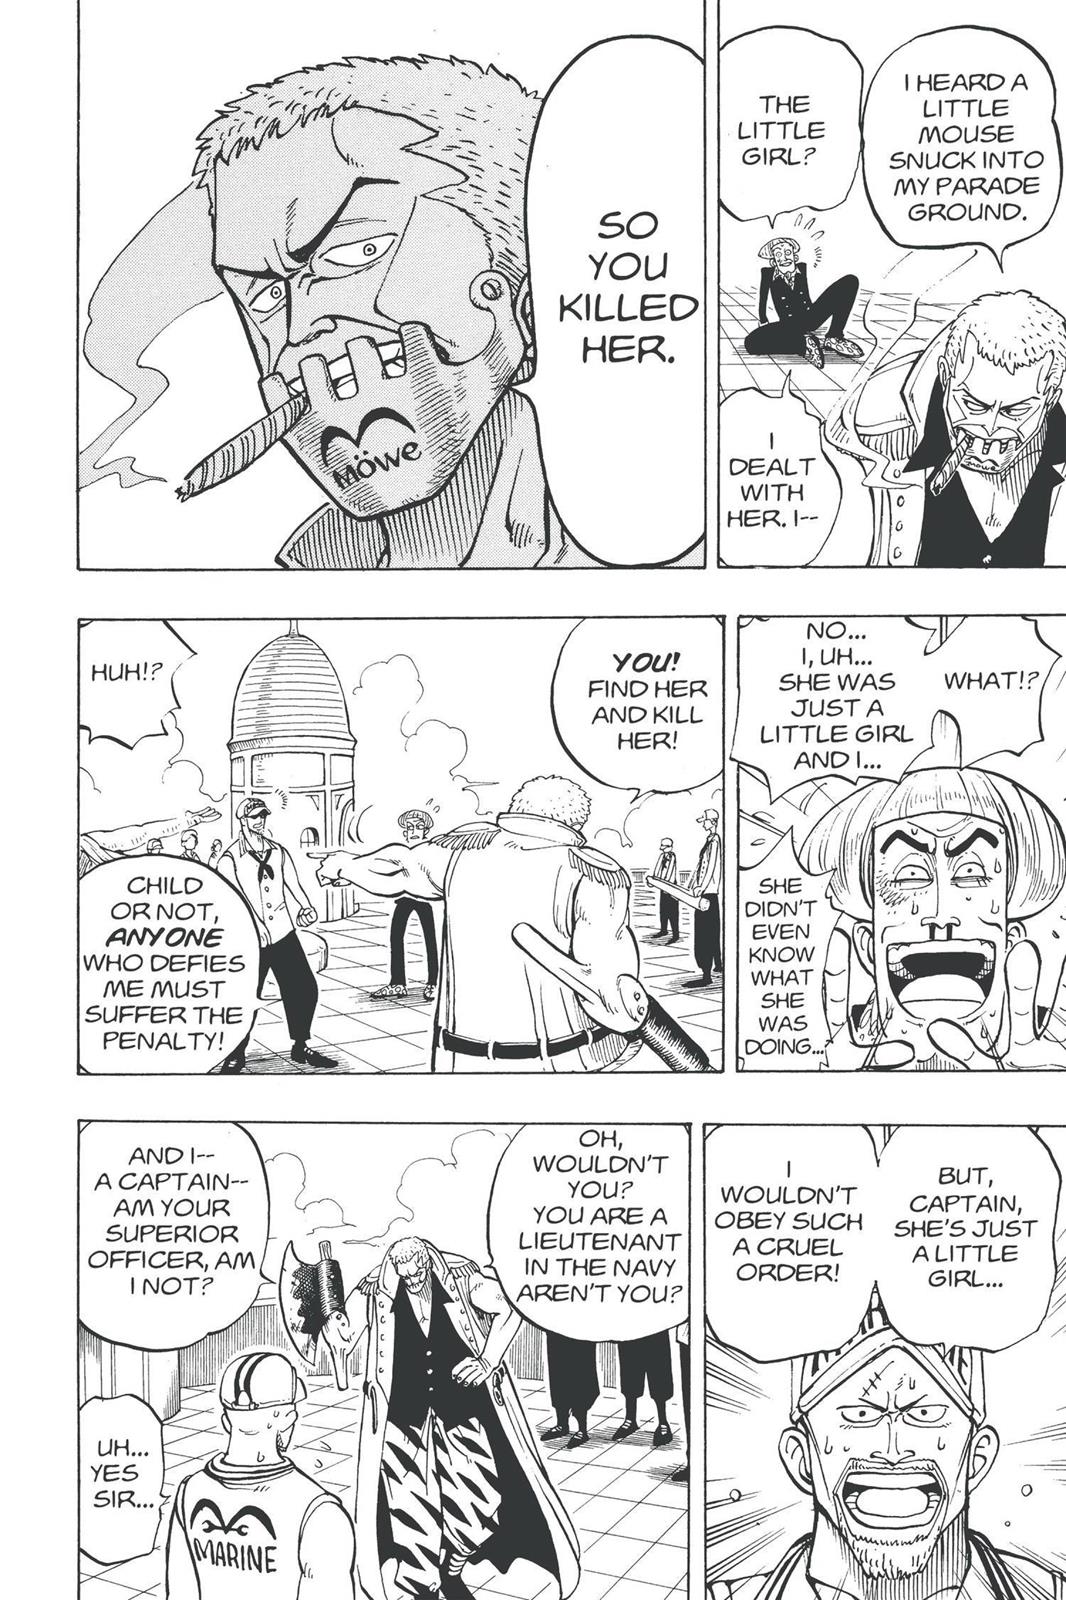 I HEARD A
LITTLE
MOUSE
SNUCK INTO
MY PARADE
GROUND.
THE
LITTLE
GIRL?
I
DEALT
WITH
HER. I--
MÖWE
SO
YOU
KILLED
HER.
MÖWE
WHAT!?
NO...
I, UH...
SHE WAS
JUST A
LITTLE GIRL
AND I...
SHE
DIDN'T
EVEN
KNOW
WHAT
SHE
WAS
DOING...
YOU!
FIND HER
AND KILL
HER!
HUH!?
CHILD
OR NOT,
ANYONE
WHO DEFIES
ME MUST
SUFFER THE
PENALTY!
BUT,
CAPTAIN,
SHE'S JUST
A LITTLE
GIRL...
I
WOULDN'T
OBEY SUCH
A CRUEL
ORDER!
OH,
WOULDN'T
YOU?
YOU ARE A
LIEUTENANT
IN THE NAVY
AREN'T YOU?
AND I--
A CAPTAIN--
AM YOUR
SUPERIOR
OFFICER, AM
I NOT?
UH...
YES
SIR...
MARINE